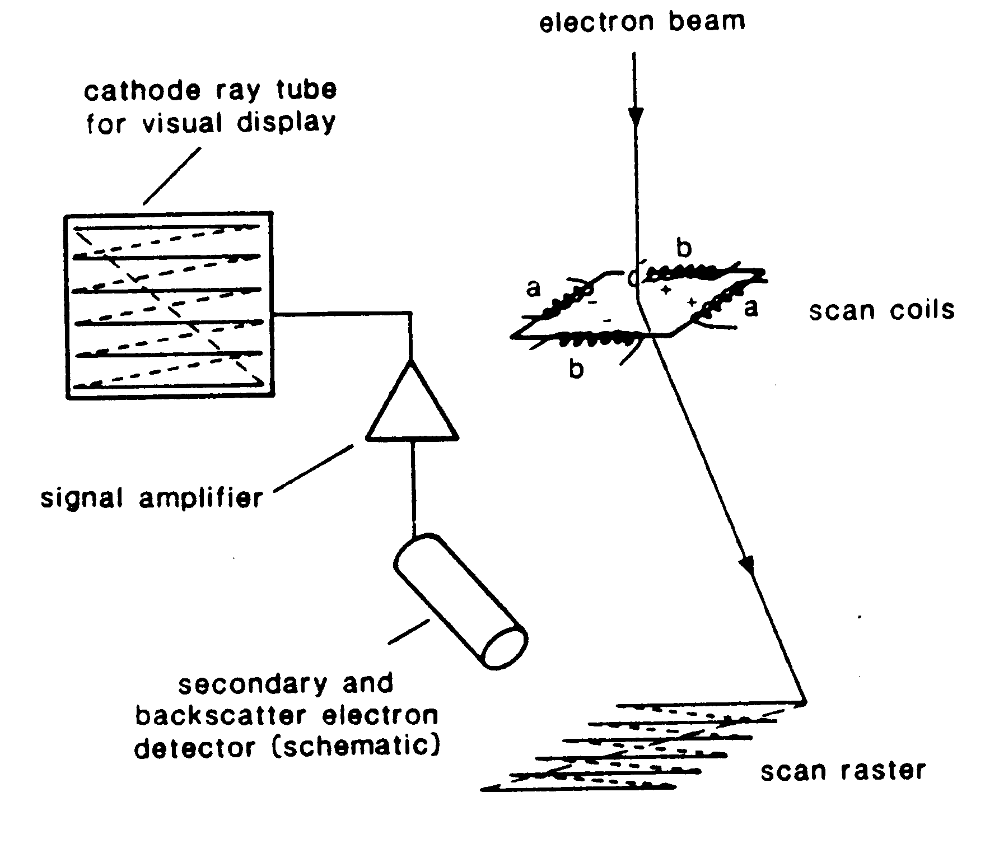 electron beam
cathode ray tube
for visual display
b
a
+
-
+
a
scan coils
-
b
signal amplifier
secondary and
backscatter electron
detector (schematic)
scan raster